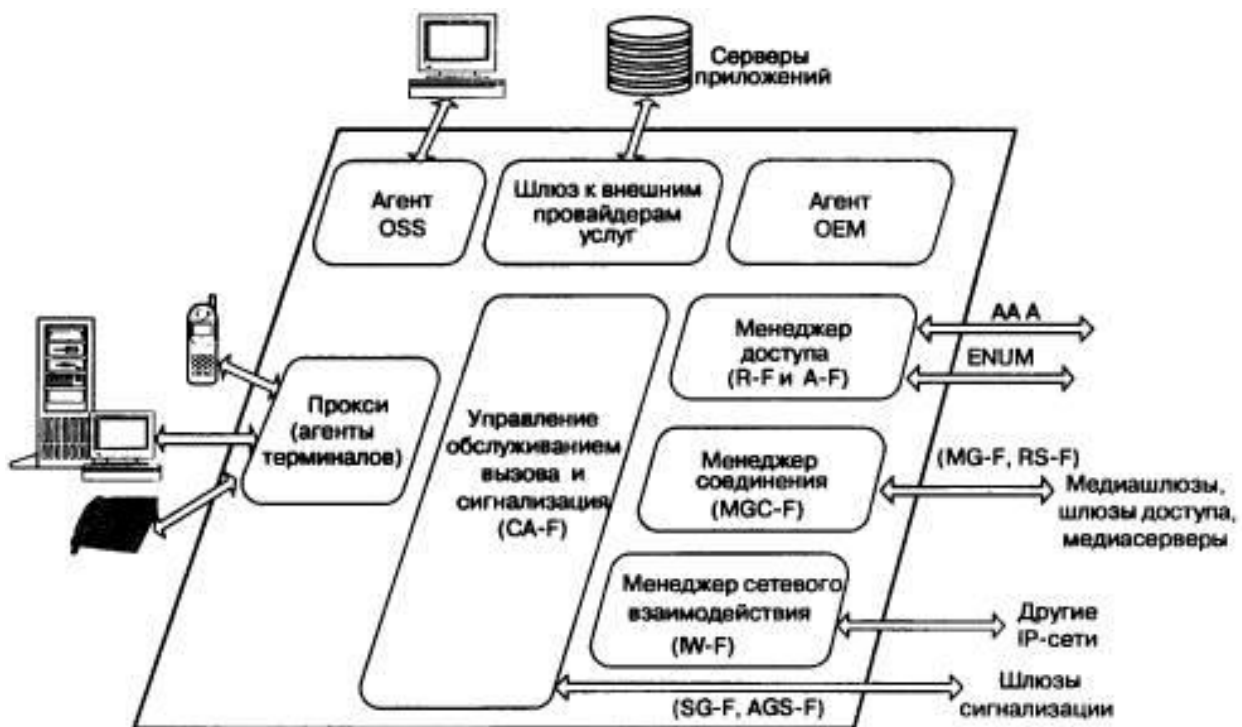 Серверы
приложений
Агент
OSS
Шлюз к внешним
провайдерам
услуг
Агент
OEM
Менеджер
доступа
(R-F и A-F)
AA A
ENUM
Прокси
(агенты
терминалов)
Управление
обслуживанием
вызова и
сигнализация
(CA-F)
Менеджер
соединения
(MGC-F)
(MG-F, RS-F)
Медиашлюзы,
шлюзы доступа,
медиасерверы
Менеджер сетевого
взаимодействия
(IW-F)
Другие
IP-сети
(SG-F, AGS-F)
Шлюзы
сигнализации